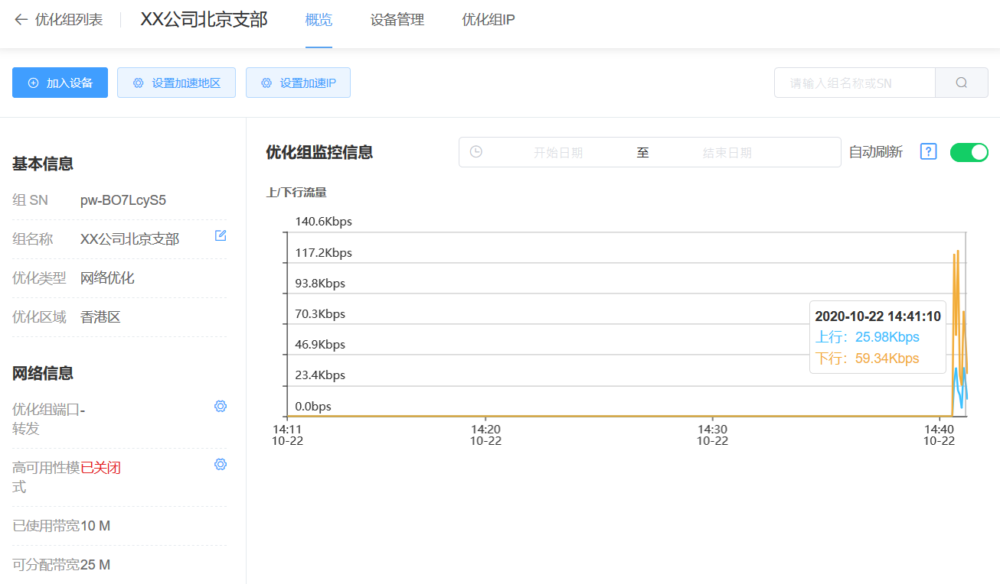 优化组列表
XX公司北京支部
概览
设备管理
优化组IP
加入设备
设置加速地区
设置加速IP
请输入组名称或SN
基本信息
组 SN
pw-BO7LcyS5
组名称
XX公司北京支部
优化类型
网络优化
优化区域
香港区
网络信息
优化组端口
转发
-
高可用性模
式
已关闭
已使用带宽
10 M
可分配带宽
25 M
优化组监控信息
开始日期
至
结束日期
自动刷新
?
上/下行流量
140.6Kbps
117.2Kbps
93.8Kbps
70.3Kbps
46.9Kbps
23.4Kbps
0.0bps
2020-10-22 14:41:10
上行：25.98Kbps
下行：59.34Kbps
14:11
10-22
14:20
10-22
14:30
10-22
14:40
10-22